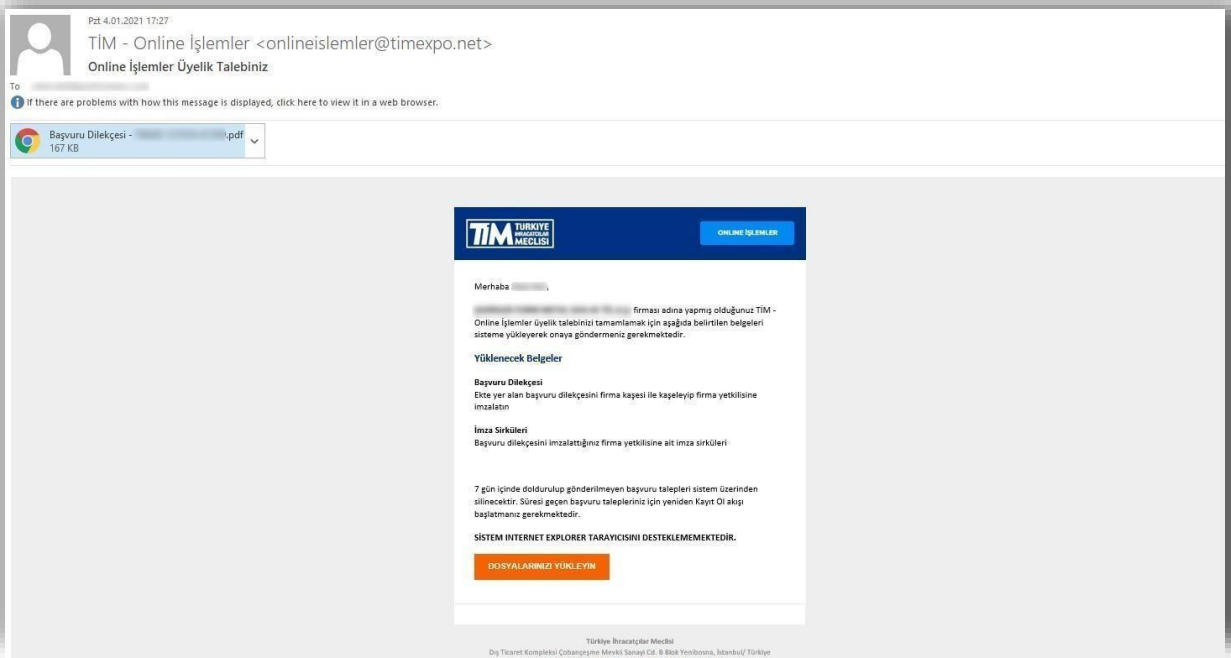 Pzt 4.01.2021 17:27
TİM - Online İşlemler <onlineislemler@timexpo.net>
Online İşlemler Üyelik Talebiniz
To
If there are problems with how this message is displayed, click here to view it in a web browser.
Başvuru Dilekçesi - .pdf
167 KB
TİM TÜRKİYE
İHRACATÇILAR
MECLİSİ
ONLINE İŞLEMLER
Merhaba ,
firması adına yapmış olduğunuz TİM -
Online İşlemler üyelik talebinizi tamamlamak için aşağıda belirtilen belgeleri
sisteme yükleyerek onaya göndermeniz gerekmektedir.
Yüklenecek Belgeler
Başvuru Dilekçesi
Ekte yer alan başvuru dilekçesini firma kaşesi ile kaşeleyip firma yetkilisine
imzalatın
İmza Sirküleri
Başvuru dilekçesini imzalattığınız firma yetkilisine ait imza sirküleri
7 gün içinde doldurulup gönderilmeyen başvuru talepleri sistem üzerinden
silinecektir. Süresi geçen başvuru talepleriniz için yeniden Kayıt Ol akışı
başlatmanız gerekmektedir.
SİSTEM INTERNET EXPLORER TARAYICISINI DESTEKLEMEMEKTEDİR.
DOSYALARINIZI YÜKLEYİN
Türkiye İhracatçılar Meclisi
Dış Ticaret Kompleksi Çobançeşme Mevkii Sanayi Cd. B Blok Yenibosna, İstanbul/ Türkiye